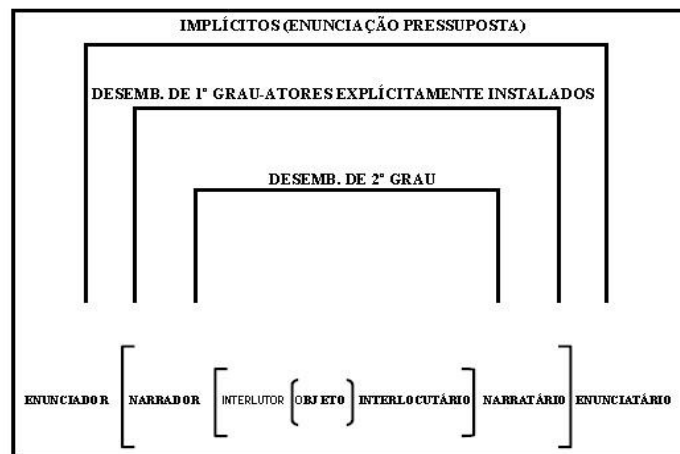 IMPLÍCITOS (ENUNCIAÇÃO PRESSUPOSTA)
DESEMB. DE 1º GRAU-ATORES EXPLÍCITAMENTE INSTALADOS
DESEMB. DE 2º GRAU
ENUNCIADOR [ NARRADOR [ INTERLUTOR ( OBJETO ) INTERLOCUTÁRIO ] NARRATÁRIO ] ENUNCIATÁRIO